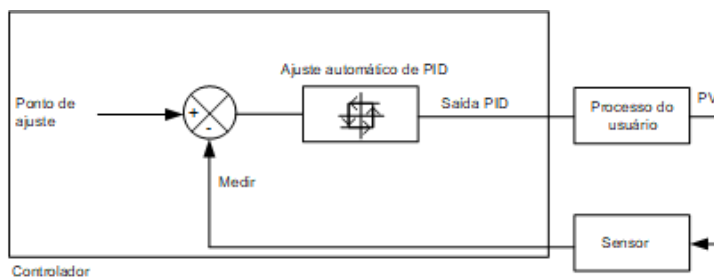 Ajuste automático de PID
Ponto de
ajuste
+
-
Saída PID
Processo do
usuário
PV
Medir
Sensor
Controlador